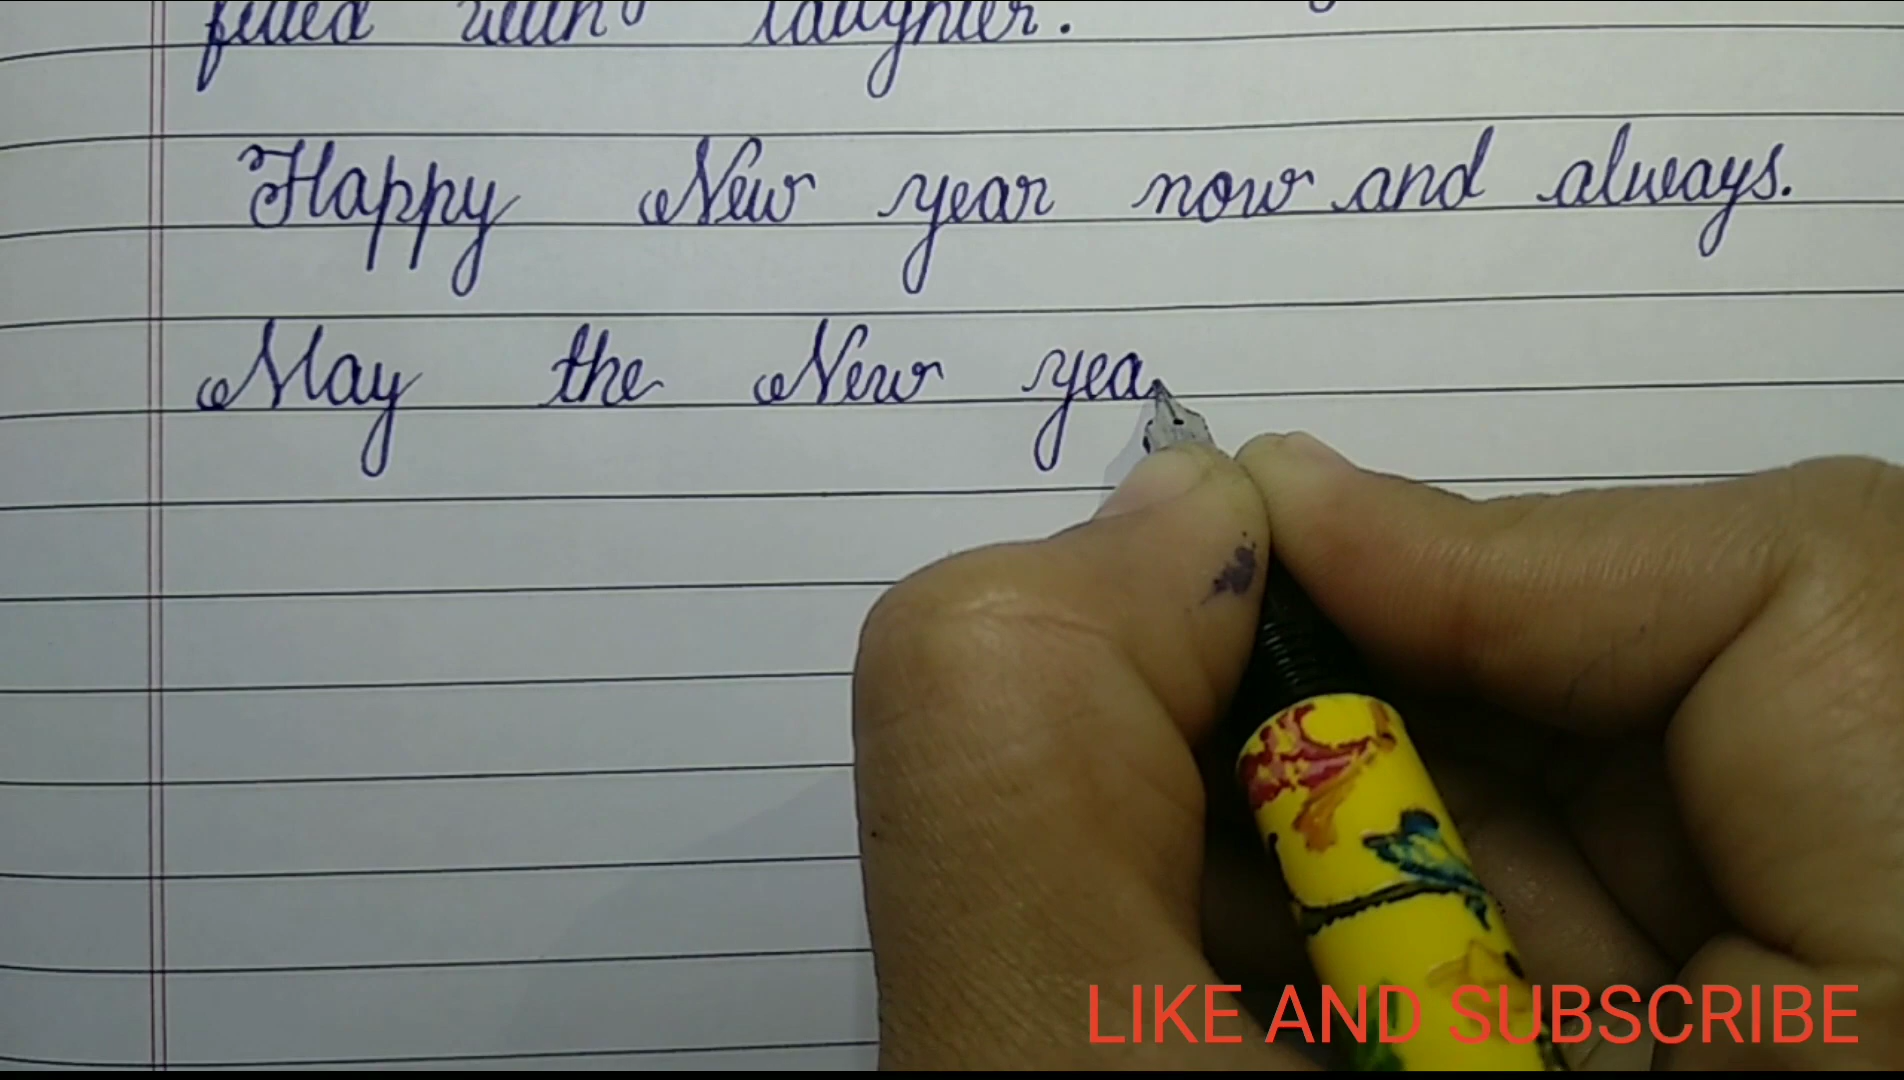 filled with laughter.
Happy New year now and always.
May the New yea
LIKE AND SUBSCRIBE